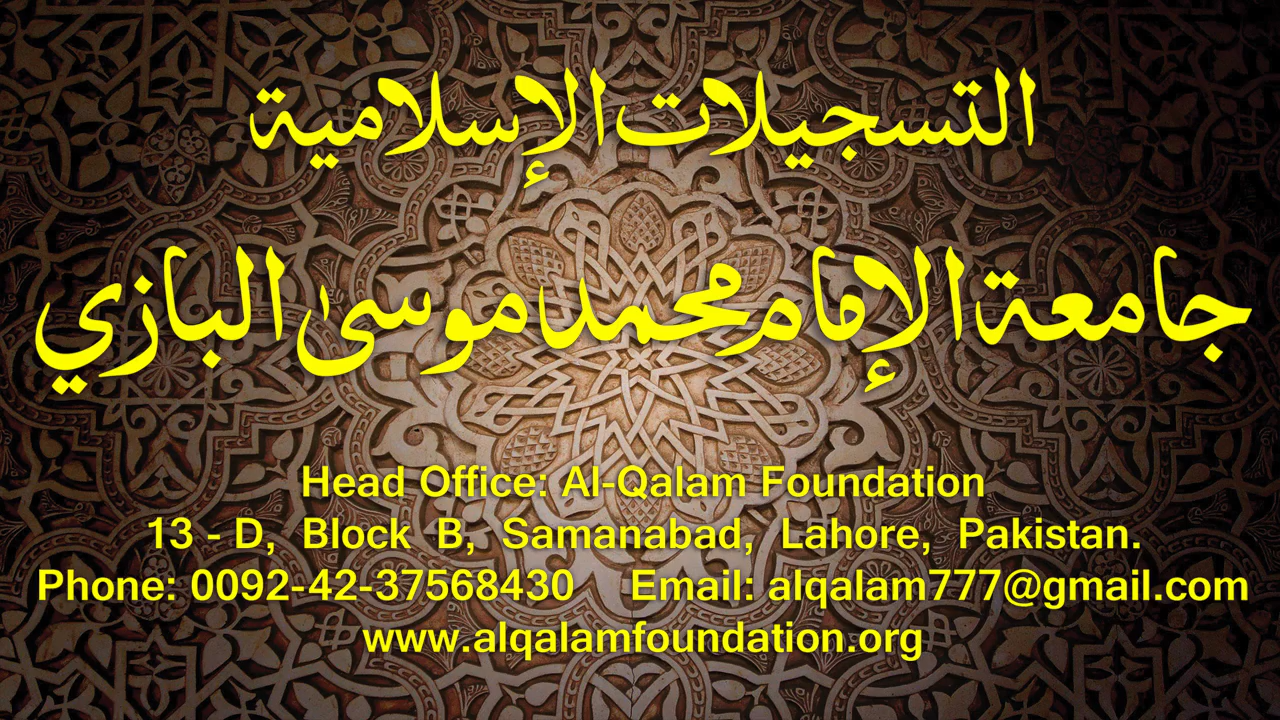 التسجيلات الإسلامية
جامعة الإمام محمد موسى البازي
Head Office: Al-Qalam Foundation
13 - D, Block B, Samanabad, Lahore, Pakistan.
Phone: 0092-42-37568430 Email: alqalam777@gmail.com
www.alqalamfoundation.org